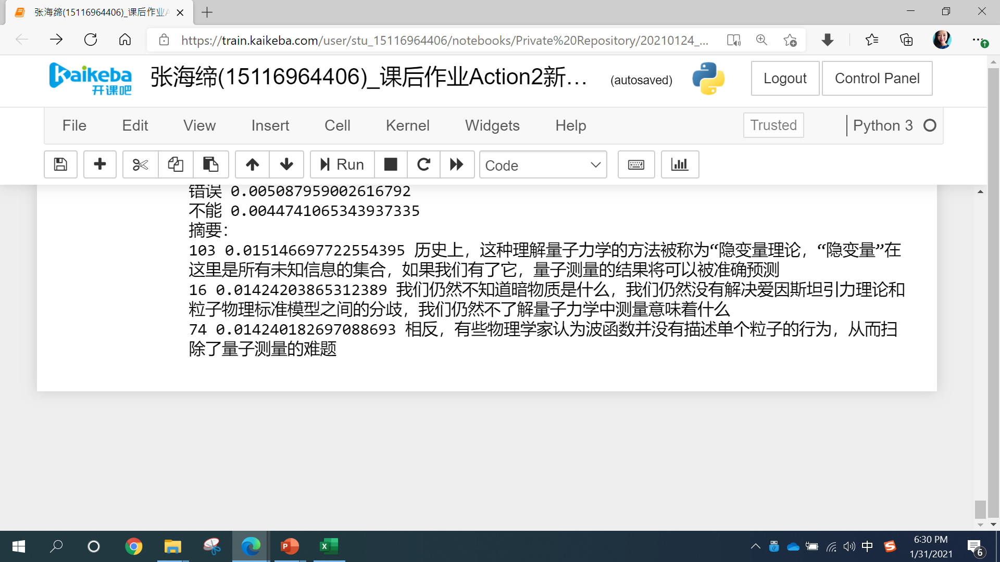 张海缔(15116964406)_课后作业A
https://train.kaikeba.com/user/stu_15116964406/notebooks/Private%20Repository/20210124_...
Kaikeba
开课吧
张海缔(15116964406)_课后作业Action2新...
(autosaved)
Logout
Control Panel
File Edit View Insert Cell Kernel Widgets Help
Trusted
Python 3
Run
Code
错误 0.005087959002616792
不能 0.0044741065343937335
摘要：
103 0.015146697722554395 历史上，这种理解量子力学的方法被称为“隐变量理论，“隐变量”在
这里是所有未知信息的集合，如果我们有了它，量子测量的结果将可以被准确预测
16 0.01424203865312389 我们仍然不知道暗物质是什么，我们仍然没有解决爱因斯坦引力理论和
粒子物理标准模型之间的分歧，我们仍然不了解量子力学中测量意味着什么
74 0.014240182697088693 相反，有些物理学家认为波函数并没有描述单个粒子的行为，从而扫
除了量子测量的难题
中
6:30 PM
1/31/2021
6